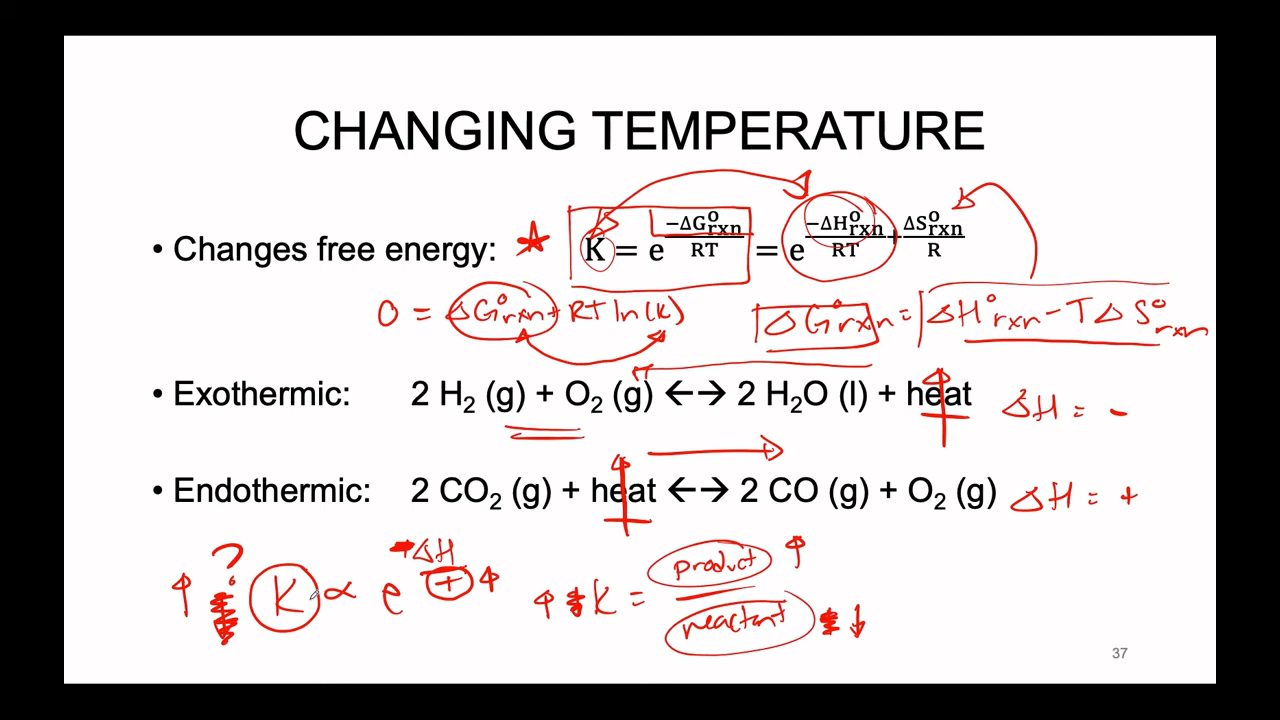 CHANGING TEMPERATURE
• Changes free energy: ★ K = e^(-ΔG°rxn/RT) = e^(-ΔH°rxn/RT + ΔS°rxn/R)
0 = ΔG°rxn + RT ln(K) ΔG°rxn = ΔH°rxn - TΔS°rxn
• Exothermic: 2 H₂ (g) + O₂ (g) ←→ 2 H₂O (l) + heat ΔH = -
• Endothermic: 2 CO₂ (g) + heat ←→ 2 CO (g) + O₂ (g) ΔH = +
↑ ? K ∝ e ΔH/T ↑ ↑ K = product/reactant ↑ ↓
37